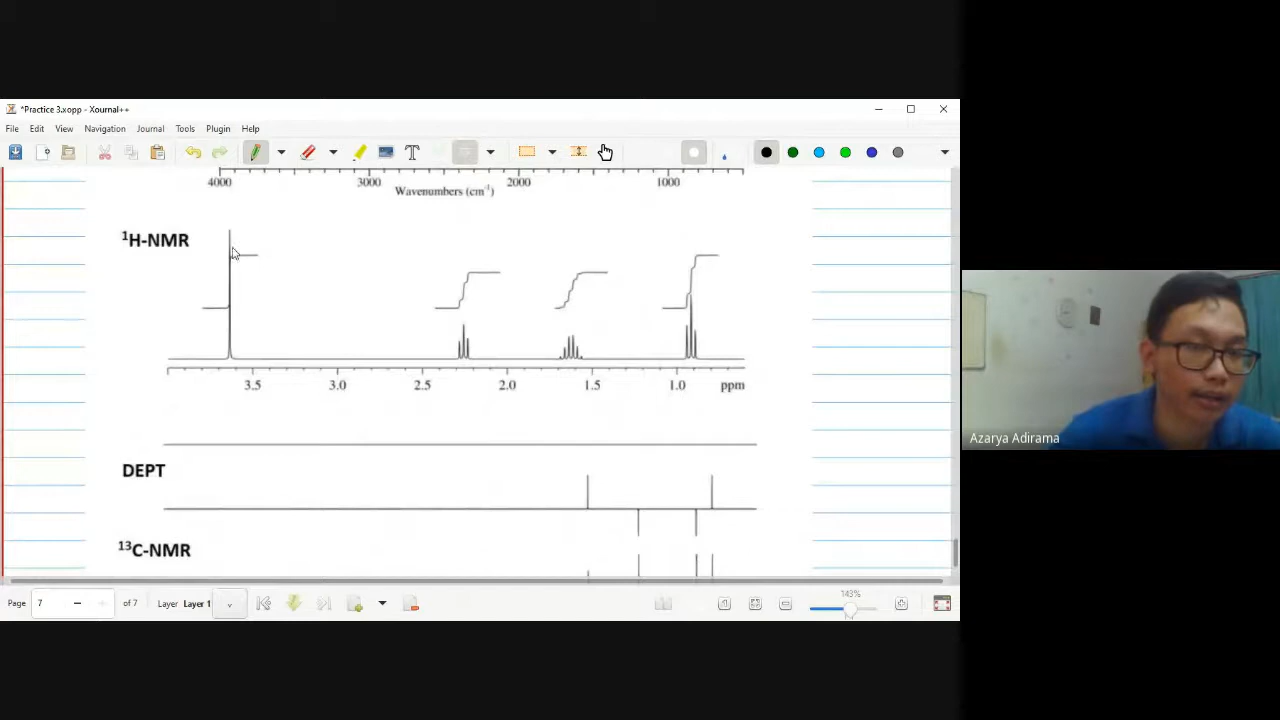 *Practice 3.xopp - Xournal++
File Edit View Navigation Journal Tools Plugin Help
4000 3000 2000 1000
Wavenumbers (cm⁻¹)
¹H-NMR
3.5 3.0 2.5 2.0 1.5 1.0 ppm
DEPT
¹³C-NMR
Azarya Adirama
Page 7 of 7 Layer Layer 1 143%